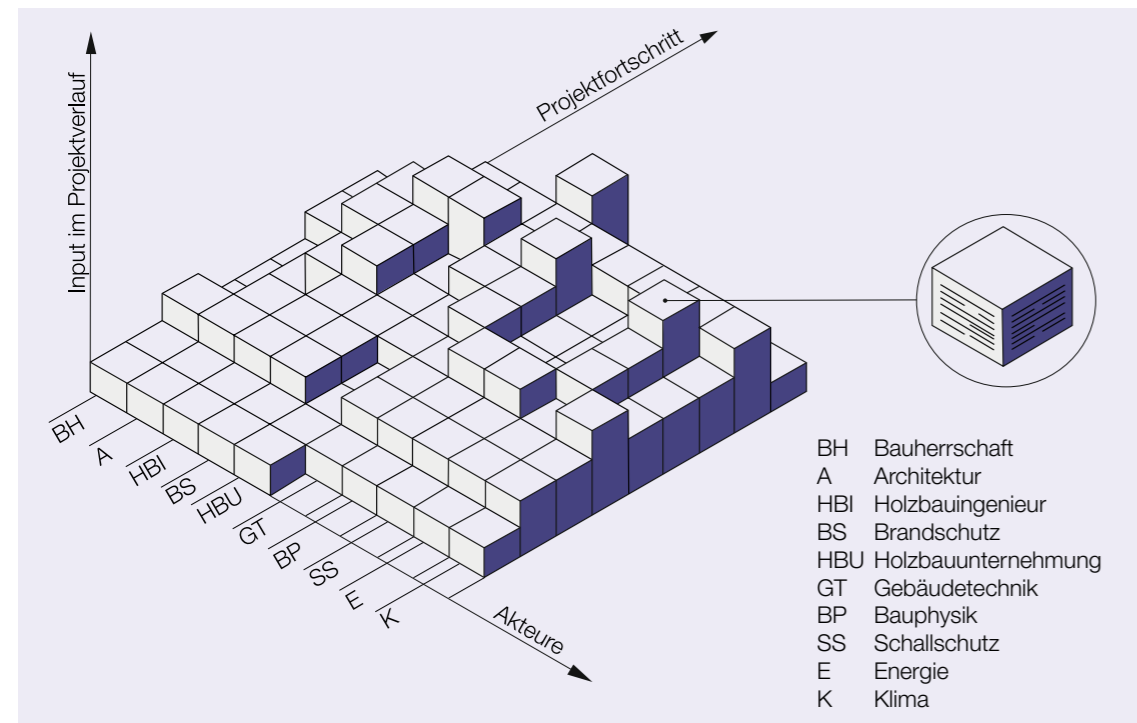 Input im Projektverlauf
Projektfortschritt
BH
A
HBI
BS
HBU
GT
BP
SS
E
K
Akteure
BH Bauherrschaft
A Architektur
HBI Holzbauingenieur
BS Brandschutz
HBU Holzbauunternehmung
GT Gebäudetechnik
BP Bauphysik
SS Schallschutz
E Energie
K Klima